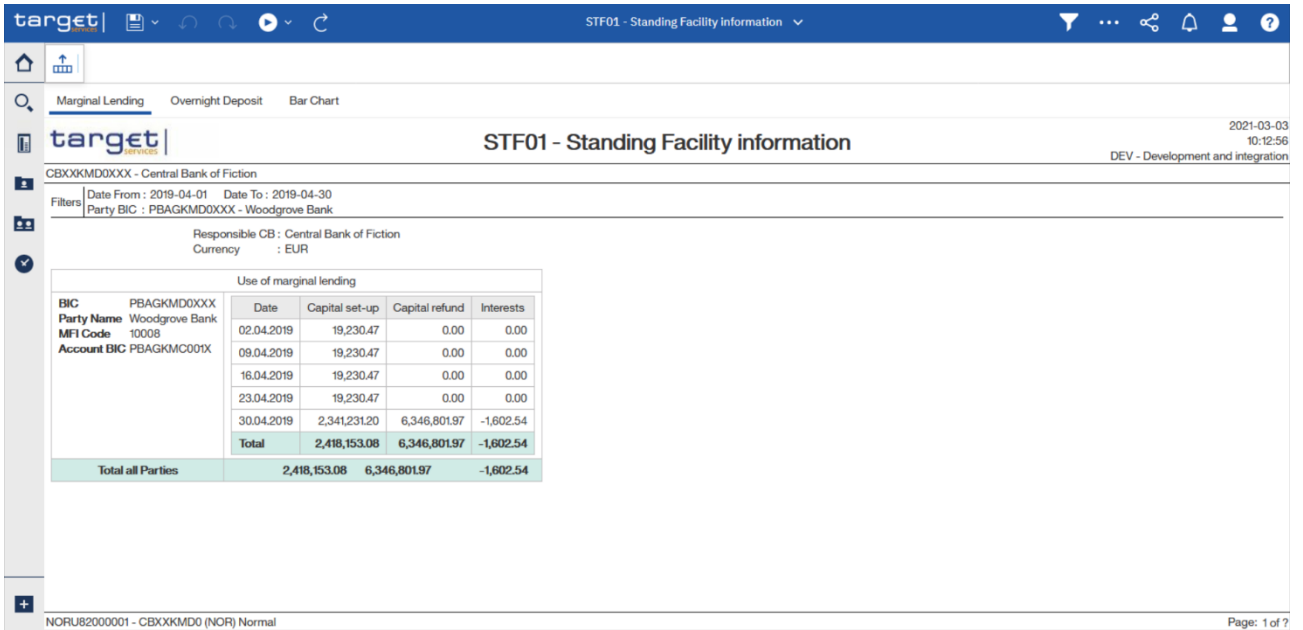 target| services STF01 - Standing Facility information
Marginal Lending Overnight Deposit Bar Chart
target| services STF01 - Standing Facility information
2021-03-03
10:12:56
DEV - Development and integration
CBXXKMD0XXX - Central Bank of Fiction
Filters Date From : 2019-04-01 Date To : 2019-04-30
Party BIC : PBAGKMD0XXX - Woodgrove Bank
Responsible CB : Central Bank of Fiction
Currency : EUR
Use of marginal lending
BIC PBAGKMD0XXX
Party Name Woodgrove Bank
MFI Code 10008
Account BIC PBAGKMC001X
Date Capital set-up Capital refund Interests
02.04.2019 19,230.47 0.00 0.00
09.04.2019 19,230.47 0.00 0.00
16.04.2019 19,230.47 0.00 0.00
23.04.2019 19,230.47 0.00 0.00
30.04.2019 2,341,231.20 6,346,801.97 -1,602.54
Total 2,418,153.08 6,346,801.97 -1,602.54
Total all Parties 2,418,153.08 6,346,801.97 -1,602.54
NORU82000001 - CBXXKMD0 (NOR) Normal Page: 1 of ?